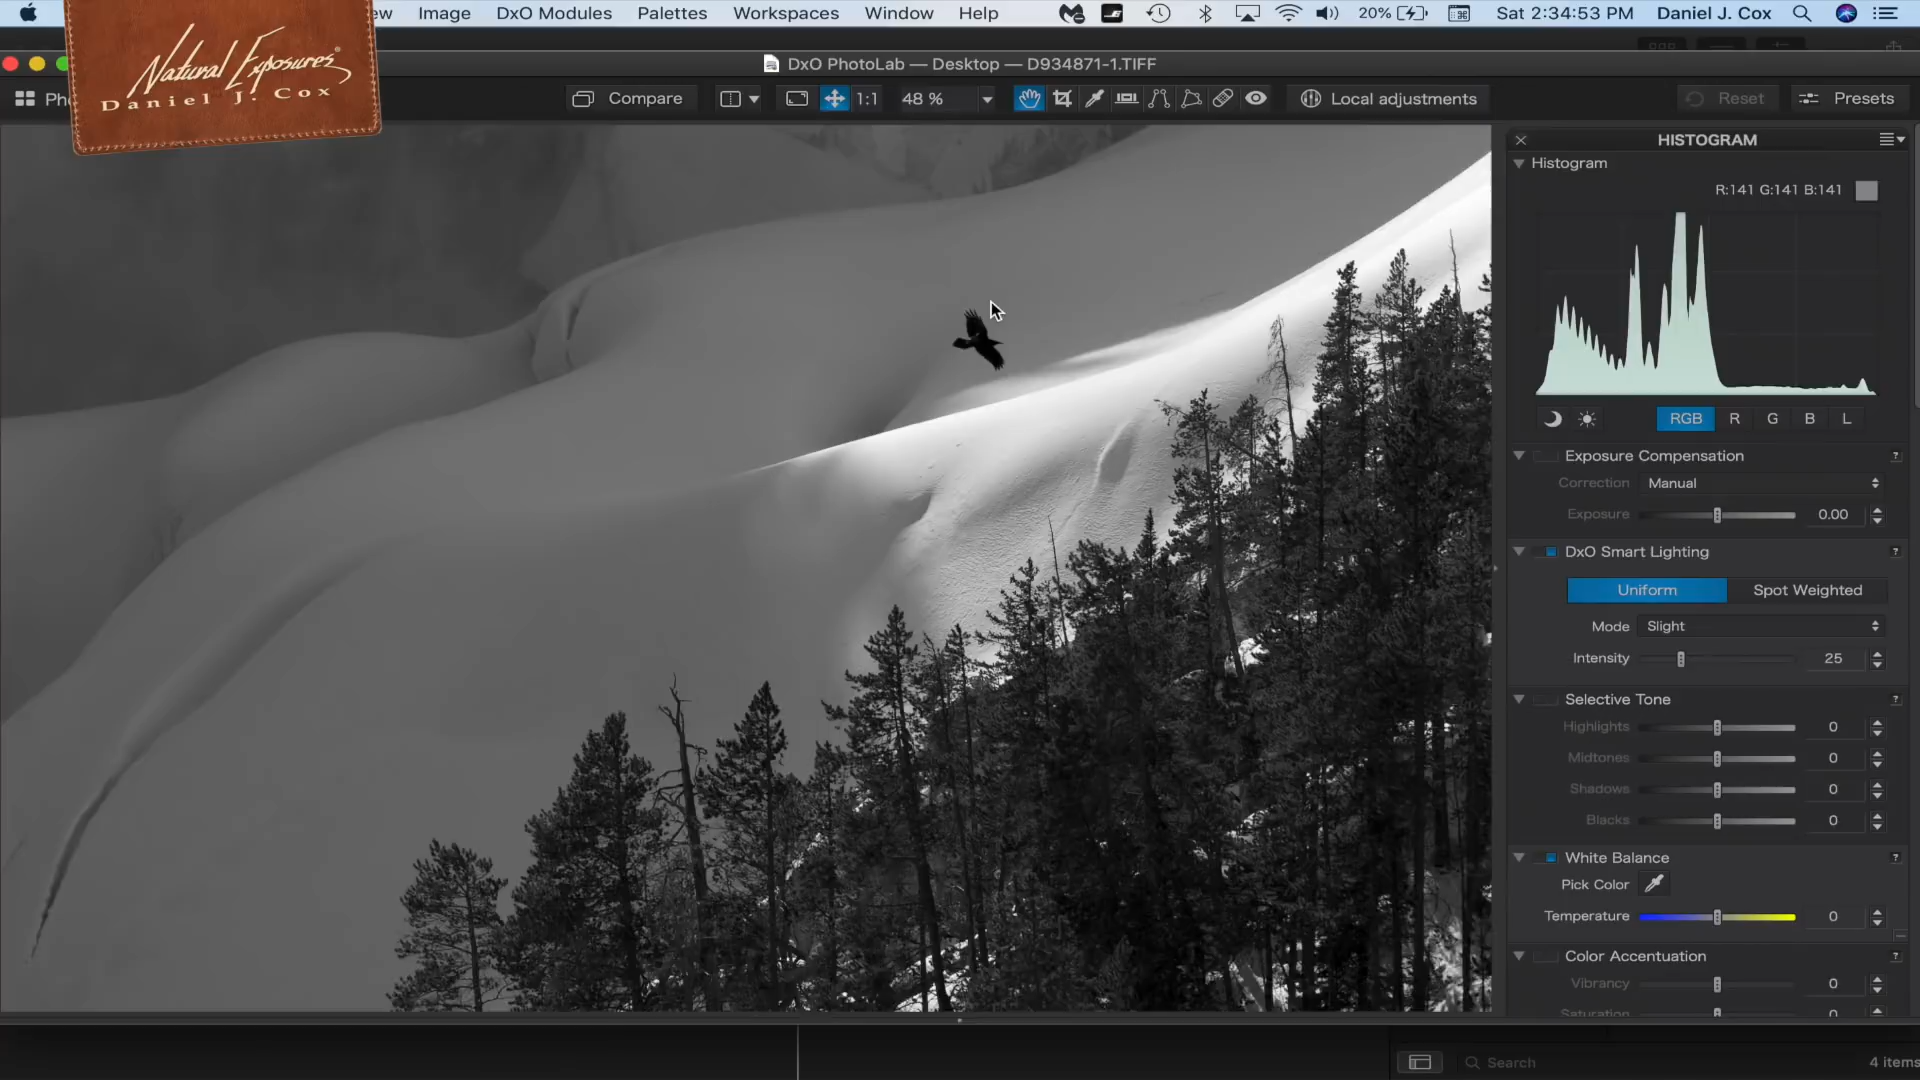 ew Image DxO Modules Palettes Workspaces Window Help 20% Sat 2:34:53 PM Daniel J. Cox
Natural Exposures®
Daniel J. Cox
DxO PhotoLab — Desktop — D934871-1.TIFF
Ph Compare 1:1 48 % Local adjustments Reset Presets
HISTOGRAM
Histogram
R:141 G:141 B:141
RGB R G B L
Exposure Compensation ?
Correction Manual
Exposure 0.00
DxO Smart Lighting ?
Uniform Spot Weighted
Mode Slight
Intensity 25
Selective Tone ?
Highlights 0
Midtones 0
Shadows 0
Blacks 0
White Balance ?
Pick Color
Temperature 0
Color Accentuation ?
Vibrancy 0
Saturation 0
Search 4 items